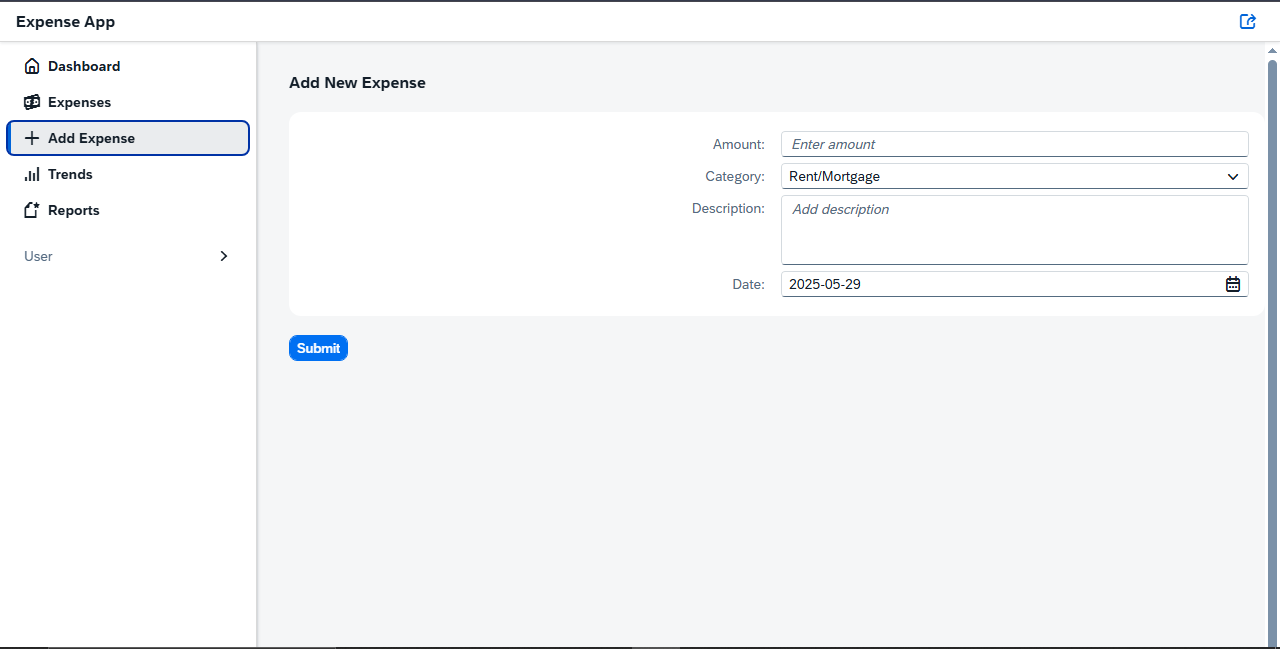 Expense App
Dashboard
Expenses
Add Expense
Trends
Reports
User
Add New Expense
Amount: Enter amount
Category: Rent/Mortgage
Description: Add description
Date: 2025-05-29
Submit